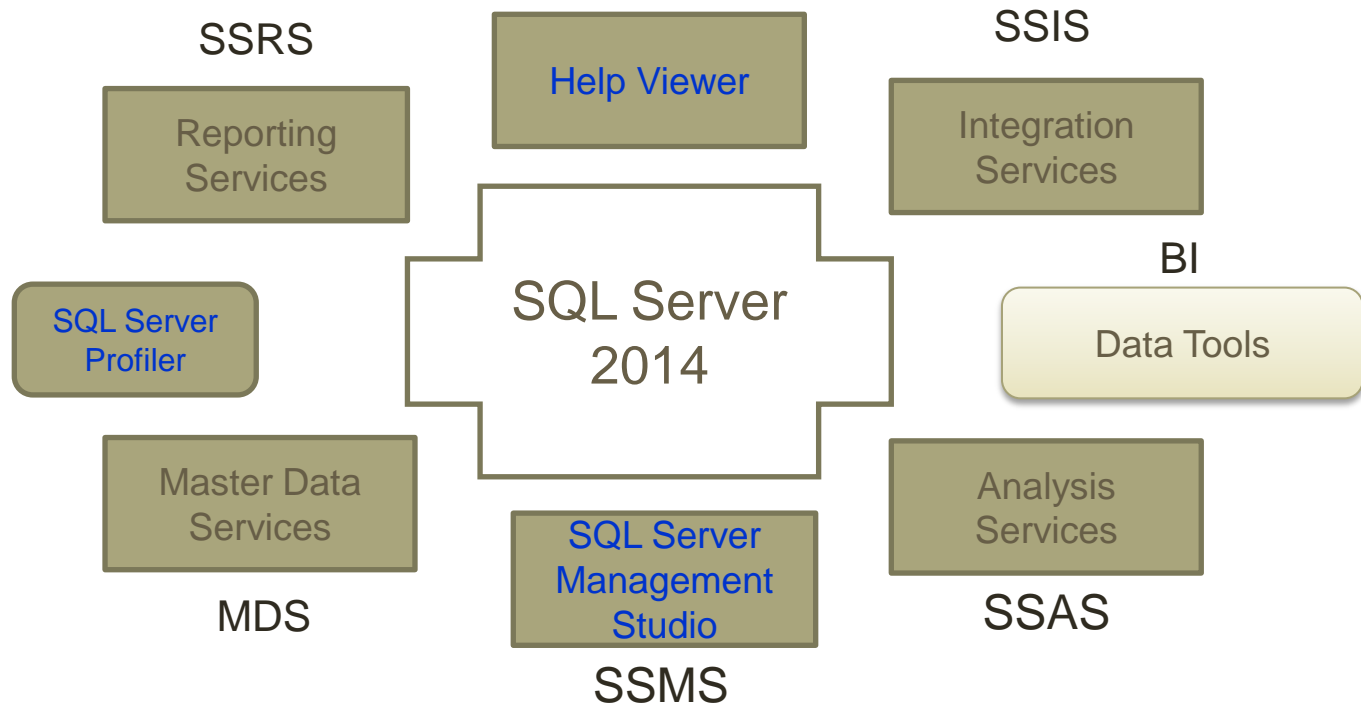 SSRS
Help Viewer
SSIS
Reporting
Services
Integration
Services
BI
SQL Server
Profiler
SQL Server
2014
Data Tools
Master Data
Services
MDS
SQL Server
Management
Studio
SSMS
Analysis
Services
SSAS